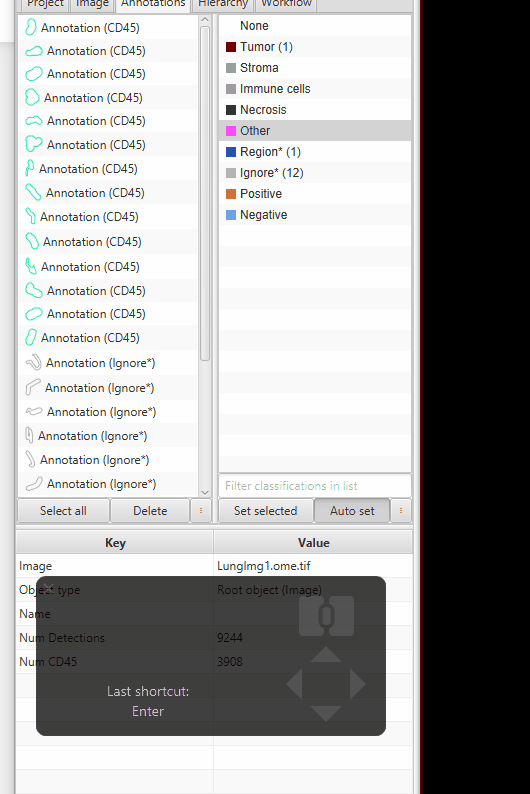 Project Image Annotations Hierarchy Workflow
Annotation (CD45)
Annotation (CD45)
Annotation (CD45)
Annotation (CD45)
Annotation (CD45)
Annotation (CD45)
Annotation (CD45)
Annotation (CD45)
Annotation (CD45)
Annotation (CD45)
Annotation (CD45)
Annotation (CD45)
Annotation (CD45)
Annotation (CD45)
Annotation (Ignore*)
Annotation (Ignore*)
Annotation (Ignore*)
Annotation (Ignore*)
Annotation (Ignore*)
Annotation (Ignore*)
Select all Delete
None
Tumor (1)
Stroma
Immune cells
Necrosis
Other
Region* (1)
Ignore* (12)
Positive
Negative
Filter classifications in list
Set selected Auto set
Key Value
Image LungImg1.ome.tif
Object type Root object (Image)
Name
Num Detections 9244
Num CD45 3908
Last shortcut:
Enter